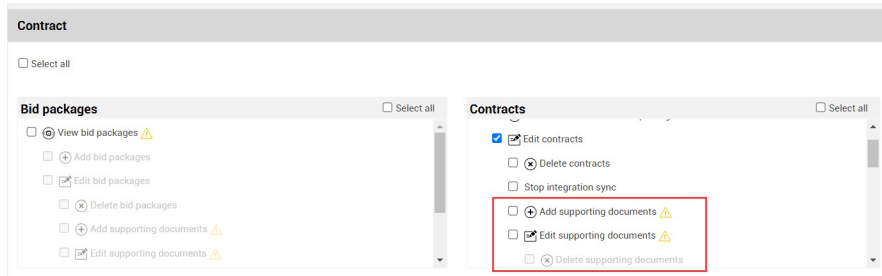 Contract
Select all
Bid packages
Select all
View bid packages
Add bid packages
Edit bid packages
Delete bid packages
Add supporting documents
Edit supporting documents
Contracts
Select all
Edit contracts
Delete contracts
Stop integration sync
Add supporting documents
Edit supporting documents
Delete supporting documents